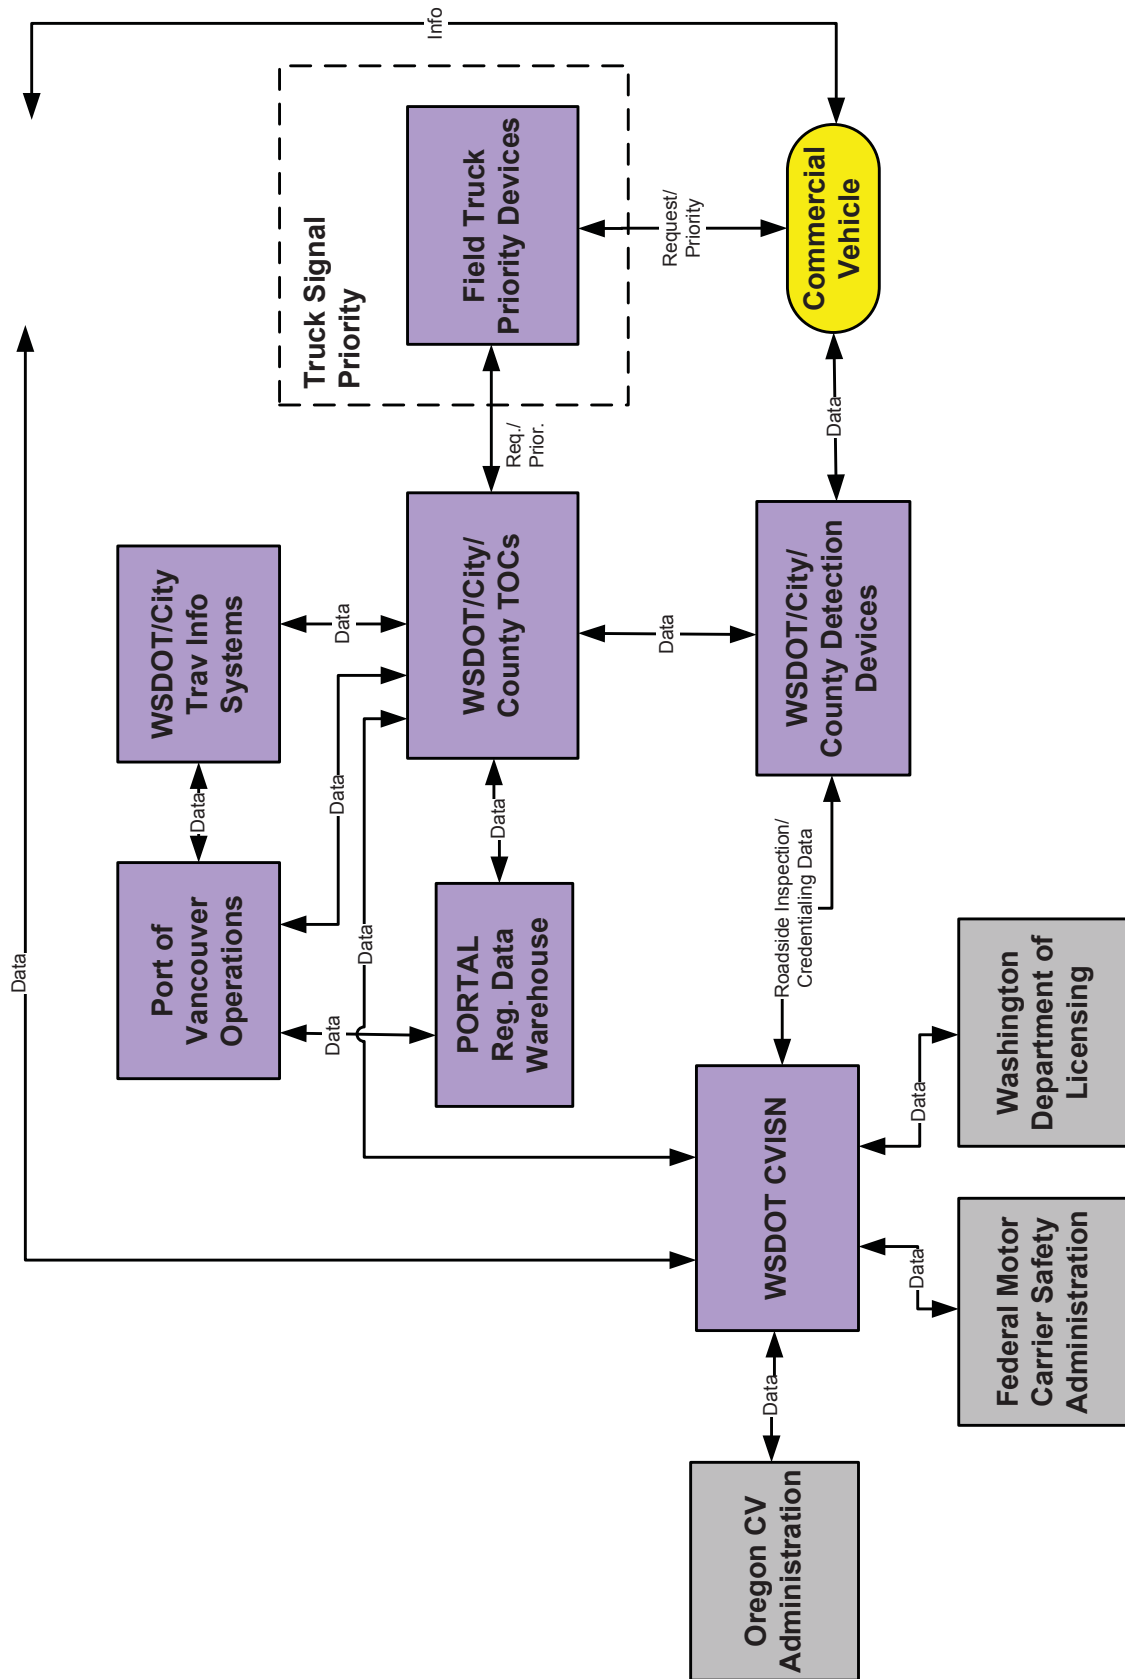 Info
Truck Signal
Priority
Field Truck
Priority Devices
Request/
Priority
Commercial
Vehicle
Req./
Prior.
Data
WSDOT/City
Trav Info
Systems
Data
WSDOT/City/
County TOCs
Data
WSDOT/City/
County Detection
Devices
Data
Data
Data
Port of
Vancouver
Operations
Data
PORTAL
Reg. Data
Warehouse
Roadside Inspection/
Credentialing Data
Data
Data
Data
WSDOT CVISN
Data
Washington
Department of
Licensing
Data
Federal Motor
Carrier Safety
Administration
Data
Oregon CV
Administration